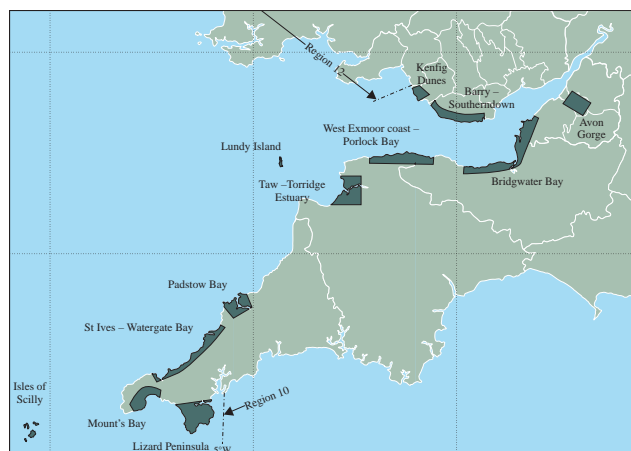 Region 12
Kenfig
Dunes
Barry –
Southerndown
Avon
Gorge
West Exmoor coast –
Porlock Bay
Lundy Island
Taw –Torridge
Estuary
Bridgwater Bay
Padstow Bay
St Ives – Watergate Bay
Isles of
Scilly
Region 10
Mount's Bay
Lizard Peninsula
5°W